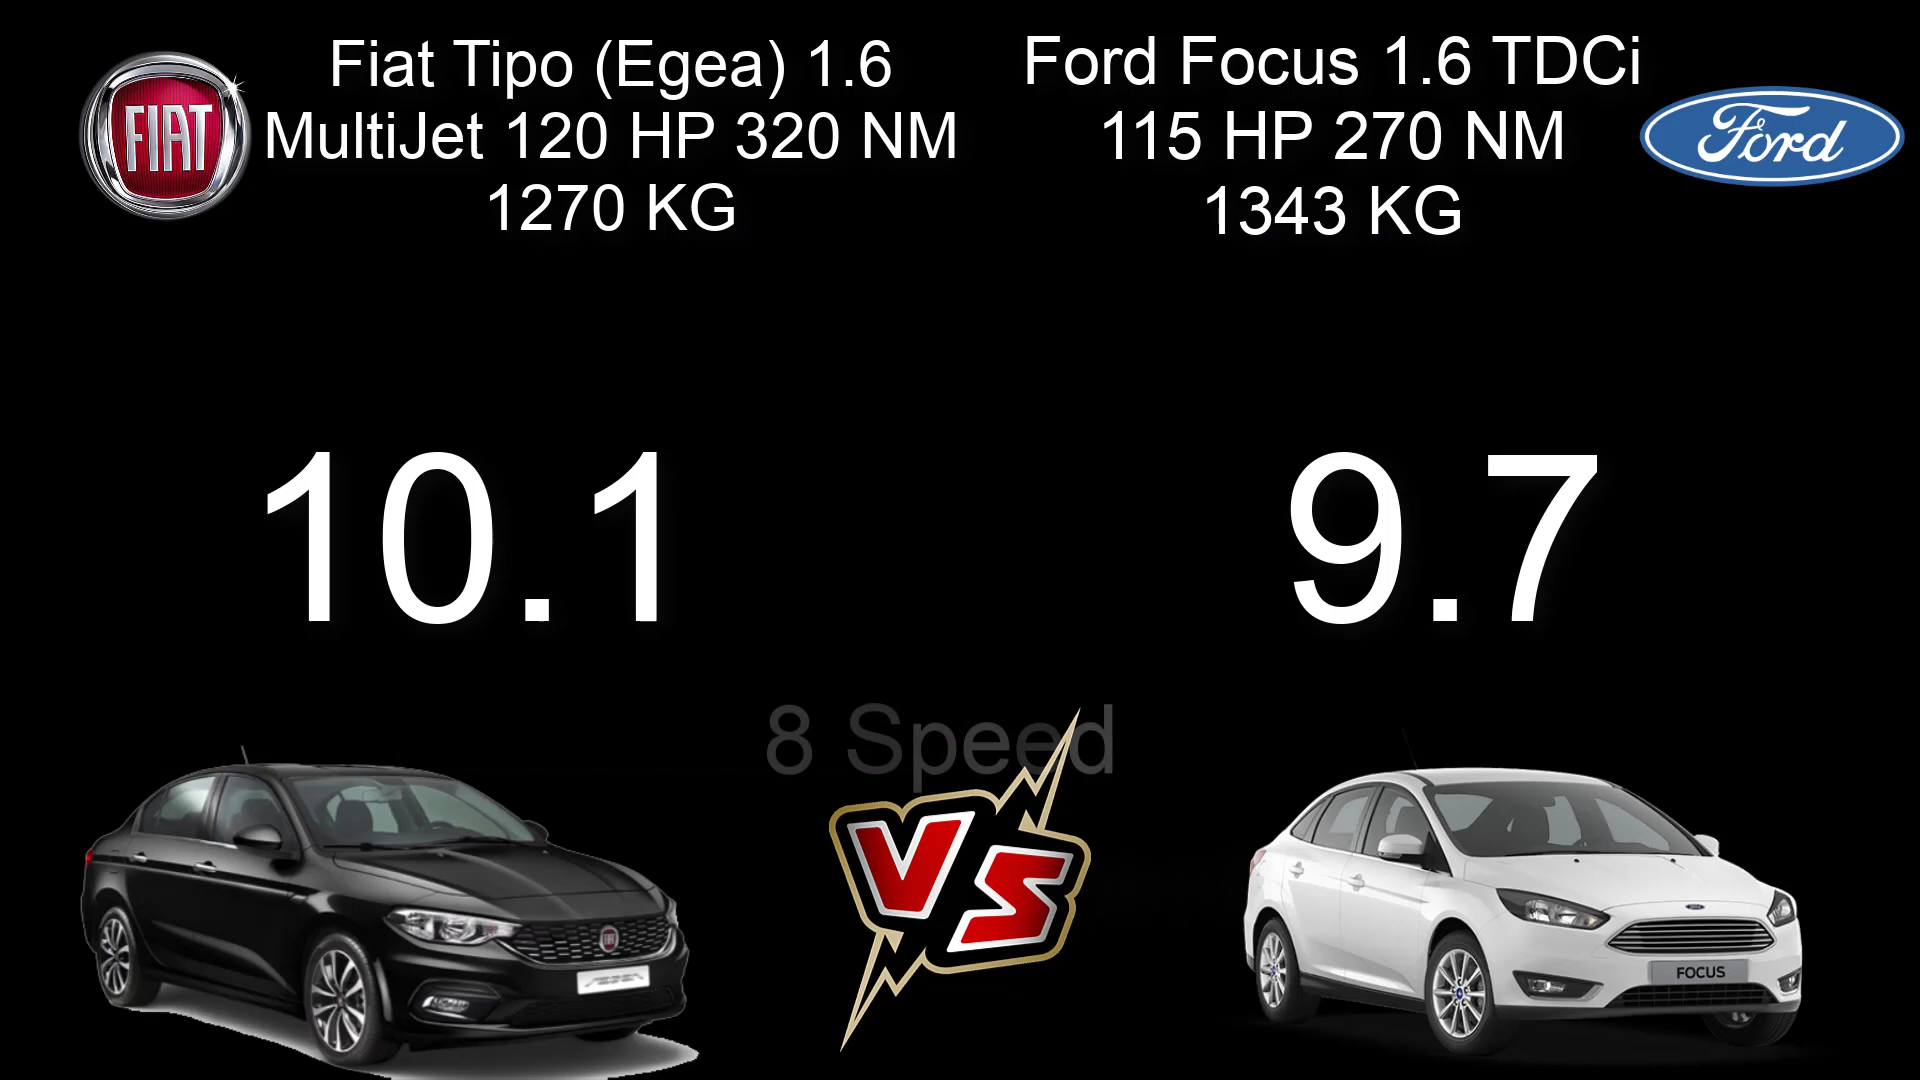 FIAT
Fiat Tipo (Egea) 1.6
MultiJet 120 HP 320 NM
1270 KG
Ford Focus 1.6 TDCi
115 HP 270 NM
1343 KG
Ford
10.1
9.7
8 Speed
VS
FOCUS